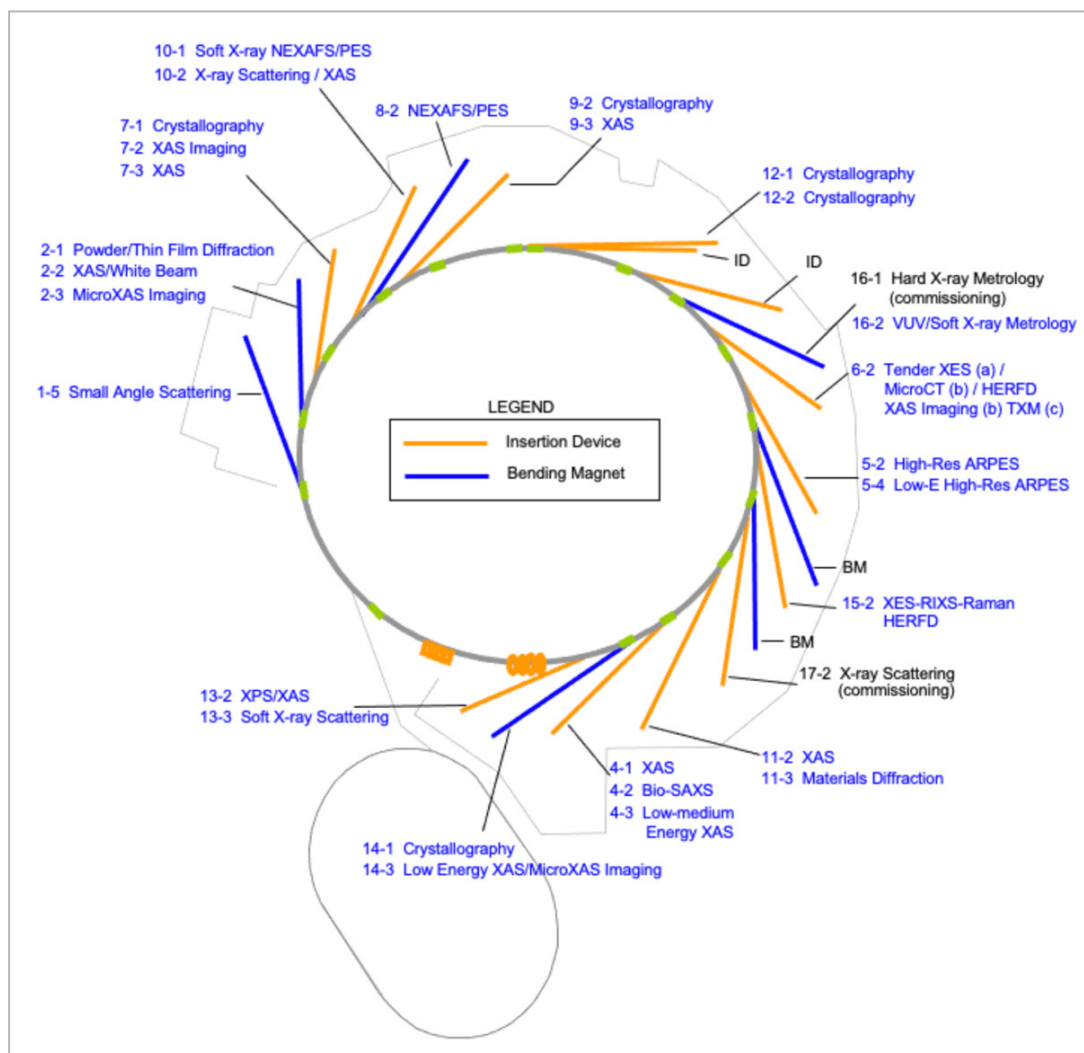 10-1 Soft X-ray NEXAFS/PES
10-2 X-ray Scattering / XAS
8-2 NEXAFS/PES
9-2 Crystallography
9-3 XAS
7-1 Crystallography
7-2 XAS Imaging
7-3 XAS
12-1 Crystallography
12-2 Crystallography
2-1 Powder/Thin Film Diffraction
2-2 XAS/White Beam
2-3 MicroXAS Imaging
ID
ID
16-1 Hard X-ray Metrology
(commissioning)
16-2 VUV/Soft X-ray Metrology
1-5 Small Angle Scattering
6-2 Tender XES (a) /
MicroCT (b) / HERFD
XAS Imaging (b) TXM (c)
LEGEND
Insertion Device
Bending Magnet
5-2 High-Res ARPES
5-4 Low-E High-Res ARPES
BM
15-2 XES-RIXS-Raman
HERFD
BM
17-2 X-ray Scattering
(commissioning)
13-2 XPS/XAS
13-3 Soft X-ray Scattering
11-2 XAS
11-3 Materials Diffraction
4-1 XAS
4-2 Bio-SAXS
4-3 Low-medium
Energy XAS
14-1 Crystallography
14-3 Low Energy XAS/MicroXAS Imaging